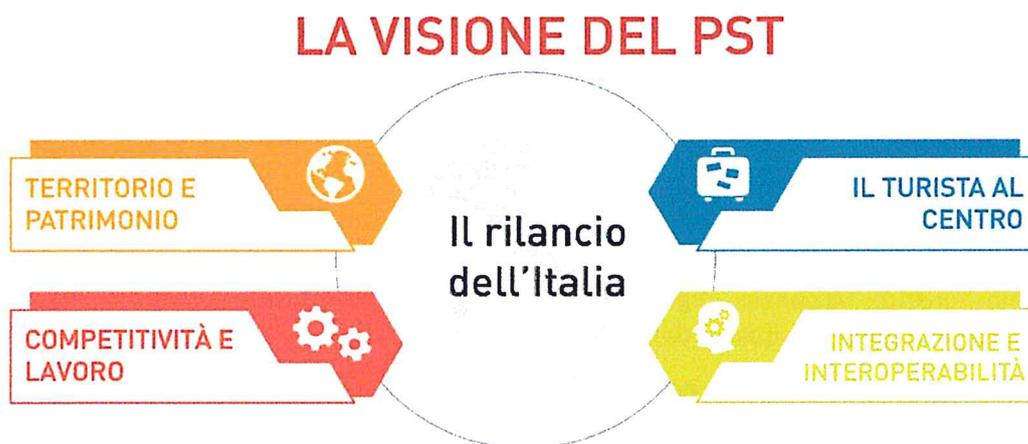 LA VISIONE DEL PST
TERRITORIO E
PATRIMONIO
IL TURISTA AL
CENTRO
Il rilancio
dell'Italia
COMPETITIVITÀ E
LAVORO
INTEGRAZIONE E
INTEROPERABILITÀ